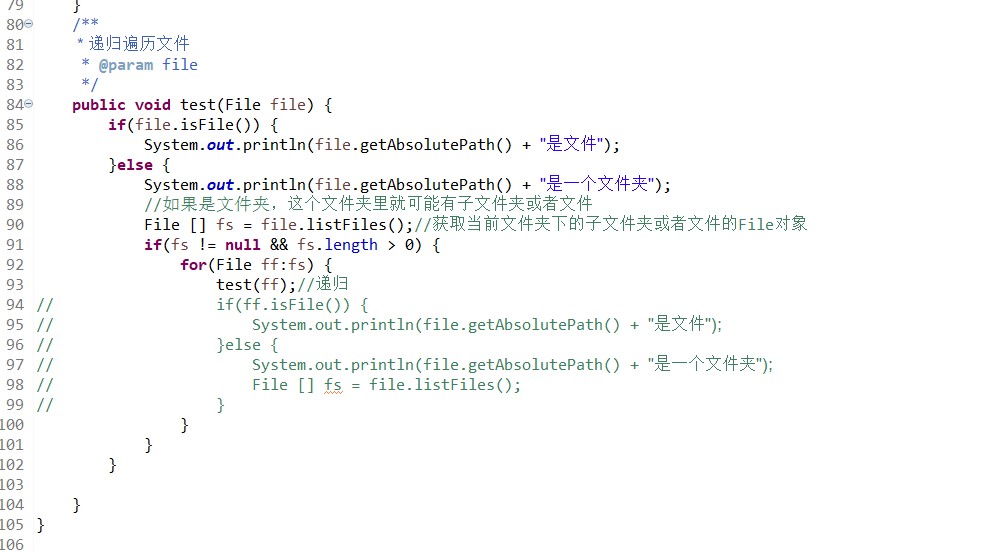 79     }
80⊖    /**
81     * 递归遍历文件
82     * @param file
83     */
84⊖    public void test(File file) {
85        if(file.isFile()) {
86            System.out.println(file.getAbsolutePath() + "是文件");
87        }else {
88            System.out.println(file.getAbsolutePath() + "是一个文件夹");
89            //如果是文件夹，这个文件夹里就可能有子文件夹或者文件
90            File [] fs = file.listFiles();//获取当前文件夹下的子文件夹或者文件的File对象
91            if(fs != null && fs.length > 0) {
92                for(File ff:fs) {
93                    test(ff);//递归
94 //                  if(ff.isFile()) {
95 //                      System.out.println(file.getAbsolutePath() + "是文件");
96 //                  }else {
97 //                      System.out.println(file.getAbsolutePath() + "是一个文件夹");
98 //                      File [] fs = file.listFiles();
99 //                  }
100                }
101            }
102        }
103
104    }
105 }
106